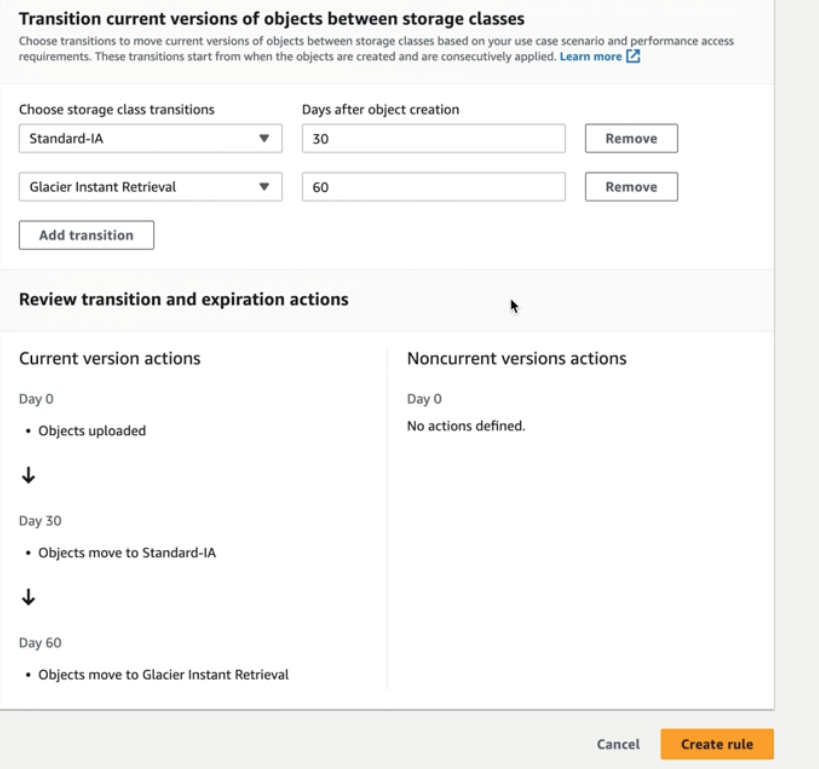 Transition current versions of objects between storage classes
Choose transitions to move current versions of objects between storage classes based on your use case scenario and performance access
requirements. These transitions start from when the objects are created and are consecutively applied. Learn more
Choose storage class transitions
Days after object creation
Standard-IA
30
Remove
Glacier Instant Retrieval
60
Remove
Add transition
Review transition and expiration actions
Current version actions
Day 0
• Objects uploaded
Day 30
• Objects move to Standard-IA
Day 60
• Objects move to Glacier Instant Retrieval
Noncurrent versions actions
Day 0
No actions defined.
Cancel
Create rule